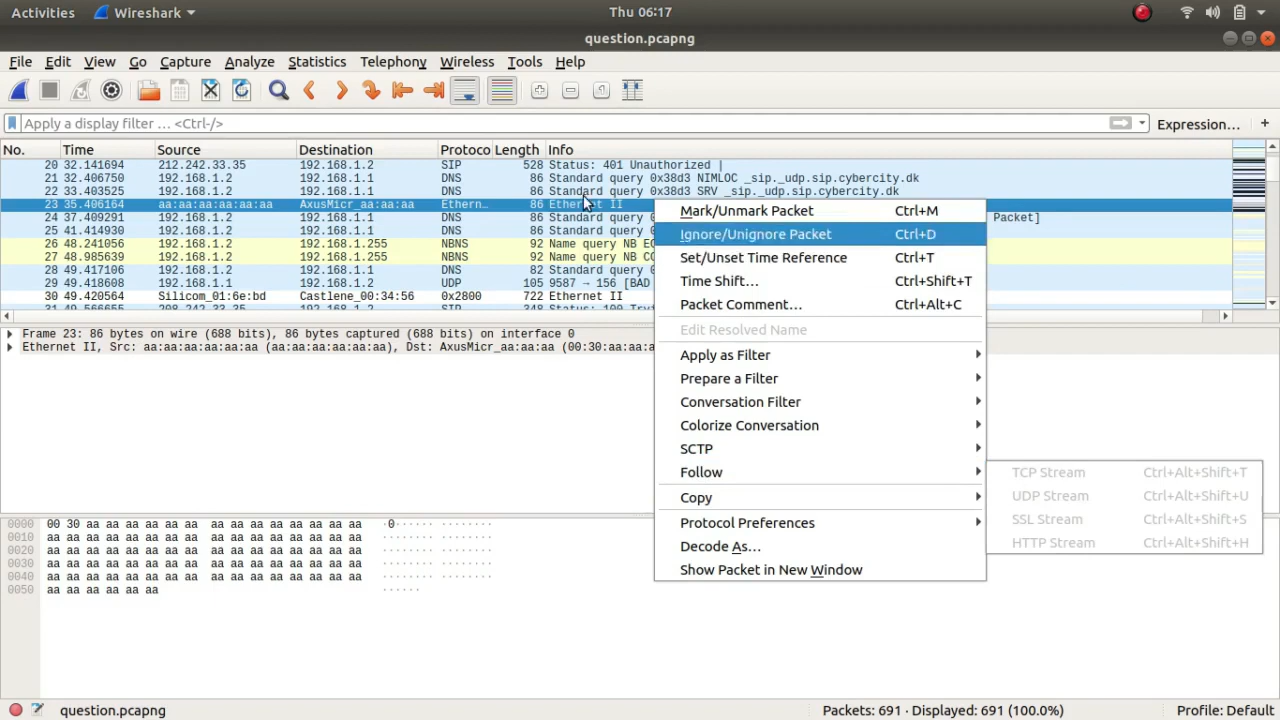 Activities Wireshark Thu 06:17
question.pcapng
File Edit View Go Capture Analyze Statistics Telephony Wireless Tools Help
Apply a display filter … <Ctrl-/> Expression… +
No. Time Source Destination Protoco Length Info
20 32.141694 212.242.33.35 192.168.1.2 SIP 528 Status: 401 Unauthorized |
21 32.406750 192.168.1.2 192.168.1.1 DNS 86 Standard query 0x38d3 NIMLOC _sip._udp.sip.cybercity.dk
22 33.403525 192.168.1.2 192.168.1.1 DNS 86 Standard query 0x38d3 SRV _sip._udp.sip.cybercity.dk
23 35.406164 aa:aa:aa:aa:aa:aa AxusMicr_aa:aa:aa Ethern… 86 Ethernet II
24 37.409291 192.168.1.2 192.168.1.1 DNS 86 Standard query 0 Packet]
25 41.414930 192.168.1.2 192.168.1.1 DNS 86 Standard query 0
26 48.241056 192.168.1.2 192.168.1.255 NBNS 92 Name query NB EC
27 48.985639 192.168.1.2 192.168.1.255 NBNS 92 Name query NB CO
28 49.417106 192.168.1.2 192.168.1.1 DNS 82 Standard query 0
29 49.418608 192.168.1.1 192.168.1.2 UDP 105 9587 → 156 [BAD
30 49.420564 Silicom_01:6e:bd Castlene_00:34:56 0x2800 722 Ethernet II
Mark/Unmark Packet Ctrl+M
Ignore/Unignore Packet Ctrl+D
Set/Unset Time Reference Ctrl+T
Time Shift… Ctrl+Shift+T
Packet Comment… Ctrl+Alt+C
Edit Resolved Name
Apply as Filter
Prepare a Filter
Conversation Filter
Colorize Conversation
SCTP
Follow
Copy
Protocol Preferences
Decode As…
Show Packet in New Window
TCP Stream Ctrl+Alt+Shift+T
UDP Stream Ctrl+Alt+Shift+U
SSL Stream Ctrl+Alt+Shift+S
HTTP Stream Ctrl+Alt+Shift+H
Frame 23: 86 bytes on wire (688 bits), 86 bytes captured (688 bits) on interface 0
Ethernet II, Src: aa:aa:aa:aa:aa:aa (aa:aa:aa:aa:aa:aa), Dst: AxusMicr_aa:aa:aa (00:30:aa:aa:a
0000 00 30 aa aa aa aa aa aa aa aa aa aa aa aa aa aa ·0······ ········
0010 aa aa aa aa aa aa aa aa aa aa aa aa aa aa aa aa ········ ········
0020 aa aa aa aa aa aa aa aa aa aa aa aa aa aa aa aa ········ ········
0030 aa aa aa aa aa aa aa aa aa aa aa aa aa aa aa aa ········ ········
0040 aa aa aa aa aa aa aa aa aa aa aa aa aa aa aa aa ········ ········
0050 aa aa aa aa aa aa ······
question.pcapng Packets: 691 · Displayed: 691 (100.0%) Profile: Default